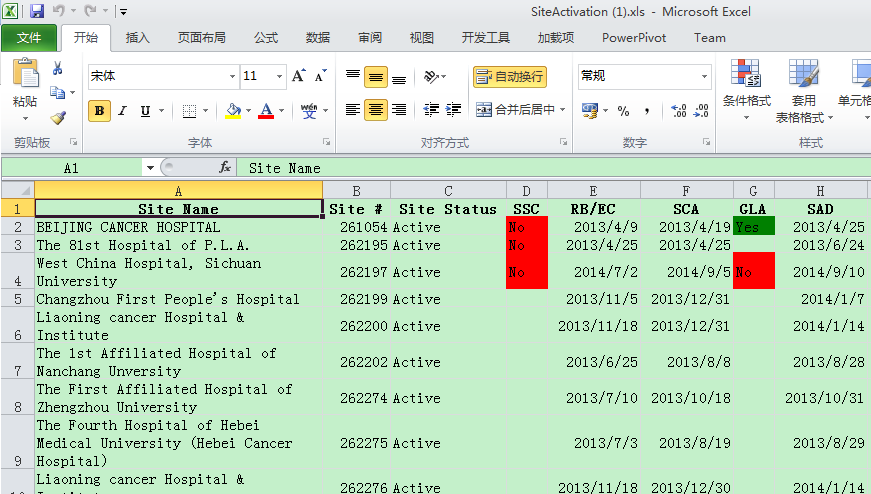 SiteActivation (1).xls - Microsoft Excel
文件 开始 插入 页面布局 公式 数据 审阅 视图 开发工具 加载项 PowerPivot Team
宋体 11 A A 自动换行 常规
粘贴 B I U A 文 合并后居中 % , 条件格式 套用 表格格式 单元格
剪贴板 字体 对齐方式 数字 样式
A1 fx Site Name
A B C D E F G H
1 Site Name Site # Site Status SSC RB/EC SCA GLA SAD
2 BEIJING CANCER HOSPITAL 261054 Active No 2013/4/9 2013/4/19 Yes 2013/4/25
3 The 81st Hospital of P.L.A. 262195 Active No 2013/4/25 2013/4/25 2013/6/24
West China Hospital, Sichuan
4 University 262197 Active No 2014/7/2 2014/9/5 No 2014/9/10
5 Changzhou First People's Hospital 262199 Active 2013/11/5 2013/12/31 2014/1/7
Liaoning cancer Hospital &
6 Institute 262200 Active 2013/11/18 2013/12/31 2014/1/14
The 1st Affiliated Hospital of
7 Nanchang Unversity 262202 Active 2013/6/25 2013/8/8 2013/8/28
The First Affiliated Hospital of
8 Zhengzhou University 262274 Active 2013/7/10 2013/10/18 2013/10/31
The Fourth Hospital of Hebei
Medical University (Hebei Cancer
9 Hospital) 262275 Active 2013/7/3 2013/8/19 2013/8/29
Liaoning cancer Hospital &
262276 Active 2013/11/18 2013/12/30 2014/1/14